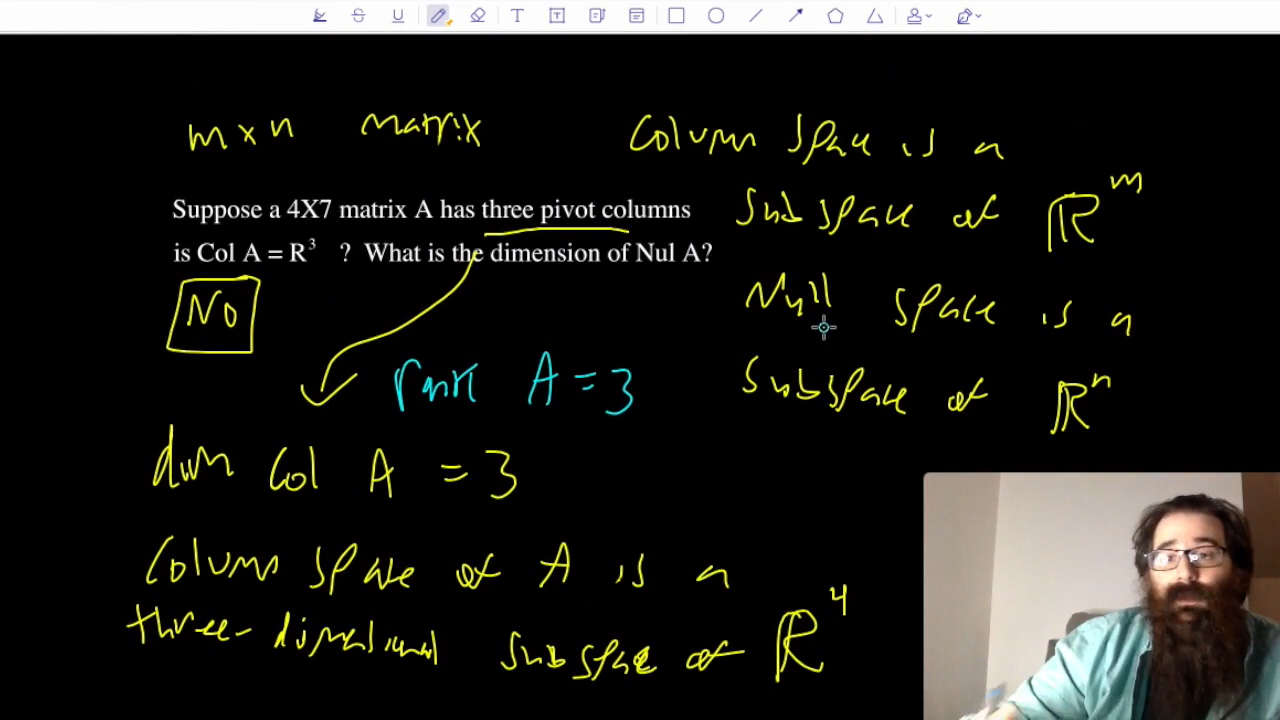 m x n matrix
Column space is a
subspace of ℝ^m
Suppose a 4X7 matrix A has three pivot columns
is Col A = R^3 ? What is the dimension of Nul A?
No
Null space is a
subspace of ℝ^n
rank A = 3
dim Col A = 3
Column space of A is a
three-dimensional subspace of ℝ^4